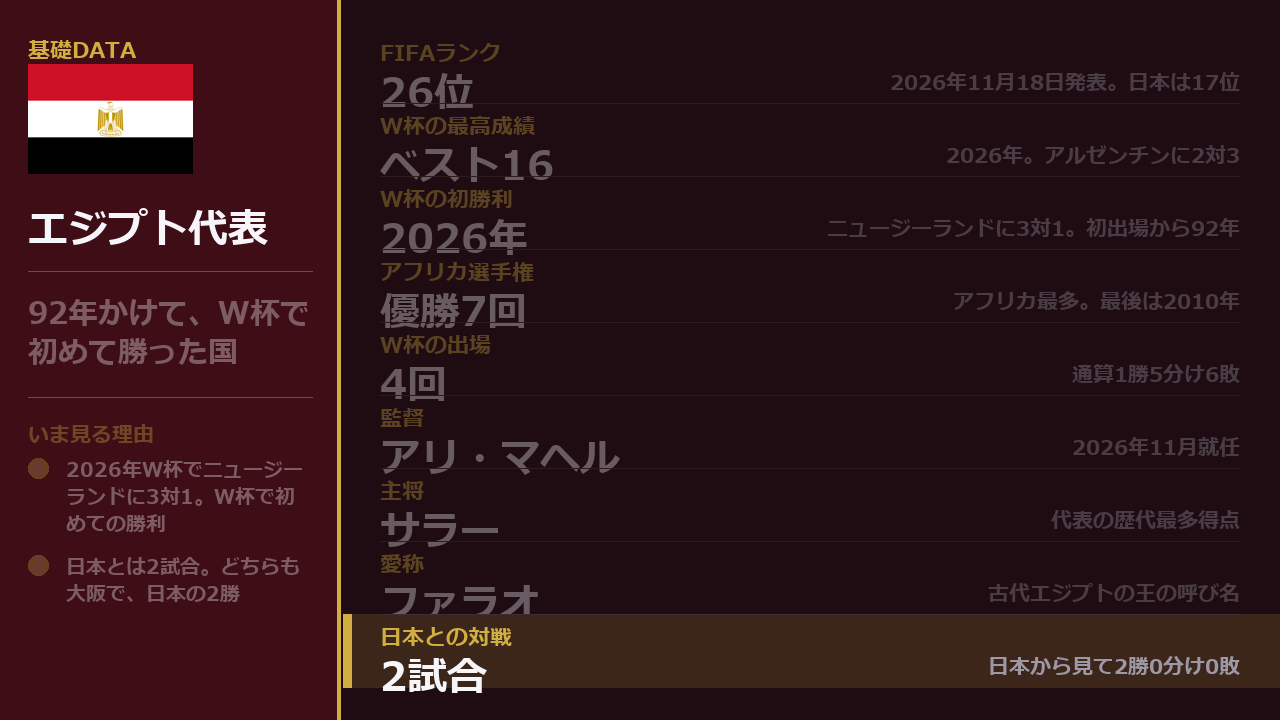 基礎DATA
エジプト代表
92年かけて、W杯で
初めて勝った国
いま見る理由
2026年W杯でニュージー
ランドに3対1。W杯で初
めての勝利
日本とは2試合。どちらも
大阪で、日本の2勝
FIFAランク
26位
2026年11月18日発表。日本は17位
W杯の最高成績
ベスト16
2026年。アルゼンチンに2対3
W杯の初勝利
2026年
ニュージーランドに3対1。初出場から92年
アフリカ選手権
優勝7回
アフリカ最多。最後は2010年
W杯の出場
4回
通算1勝5分け6敗
監督
アリ・マヘル
2026年11月就任
主将
サラー
代表の歴代最多得点
愛称
ファラオ
古代エジプトの王の呼び名
日本との対戦
2試合
日本から見て2勝0分け0敗